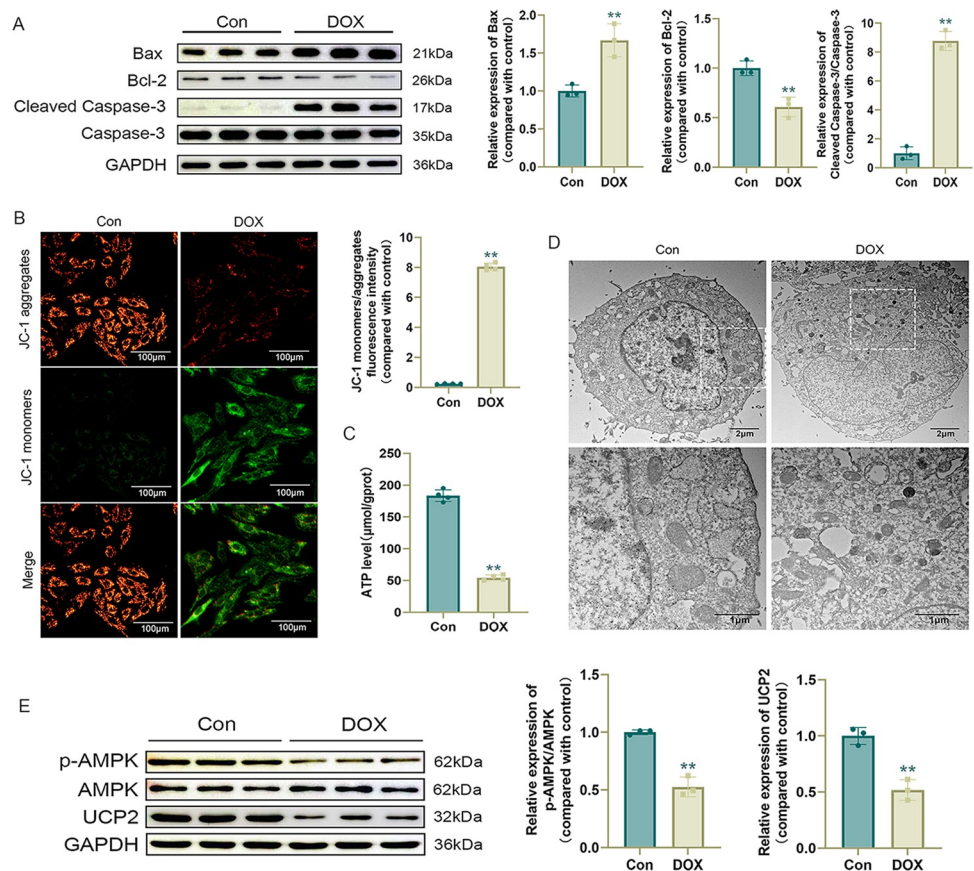 A
Con DOX
Bax 21kDa
Bcl-2 26kDa
Cleaved Caspase-3 17kDa
Caspase-3 35kDa
GAPDH 36kDa
Relative expression of Bax
(compared with control)
2.0
1.5
1.0
0.5
0.0
**
Con DOX
Relative expression of Bcl-2
(compared with control)
1.5
1.0
0.5
0.0
**
Con DOX
Relative expression of
Cleaved Caspase-3/Caspase-3
(compared with control)
10
8
6
4
2
0
**
Con DOX
B
Con DOX
JC-1 aggregates
100μm 100μm
JC-1 monomers
100μm 100μm
Merge
100μm 100μm
JC-1 monomers/aggregates
fluorescence intensity
(compared with control)
10
8
6
4
2
0
**
Con DOX
C
ATP level(μmol/gprot)
250
200
150
100
50
0
**
Con DOX
D
Con DOX
2μm 2μm
1μm 1μm
E
Con DOX
p-AMPK 62kDa
AMPK 62kDa
UCP2 32kDa
GAPDH 36kDa
Relative expression of
p-AMPK/AMPK
(compared with control)
1.5
1.0
0.5
0.0
**
Con DOX
Relative expression of UCP2
(compared with control)
1.5
1.0
0.5
0.0
**
Con DOX